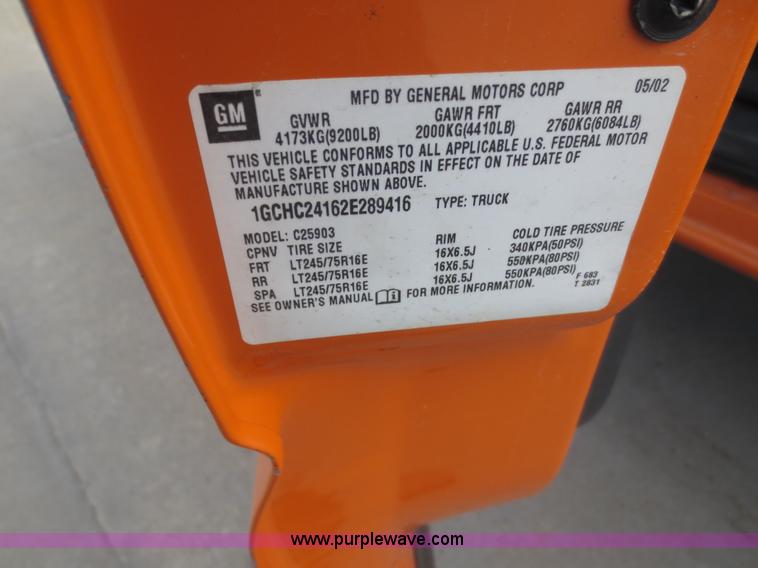 GM
MFD BY GENERAL MOTORS CORP 05/02
GVWR GAWR FRT GAWR RR
4173KG(9200LB) 2000KG(4410LB) 2760KG(6084LB)
THIS VEHICLE CONFORMS TO ALL APPLICABLE U.S. FEDERAL MOTOR
VEHICLE SAFETY STANDARDS IN EFFECT ON THE DATE OF
MANUFACTURE SHOWN ABOVE.
1GCHC24162E289416 TYPE: TRUCK
MODEL: C25903
CPNV TIRE SIZE RIM COLD TIRE PRESSURE
FRT LT245/75R16E 16X6.5J 340KPA(50PSI)
RR LT245/75R16E 16X6.5J 550KPA(80PSI)
SPA LT245/75R16E 16X6.5J 550KPA(80PSI)
SEE OWNER'S MANUAL FOR MORE INFORMATION.
F 683
T 2831
www.purplewave.com